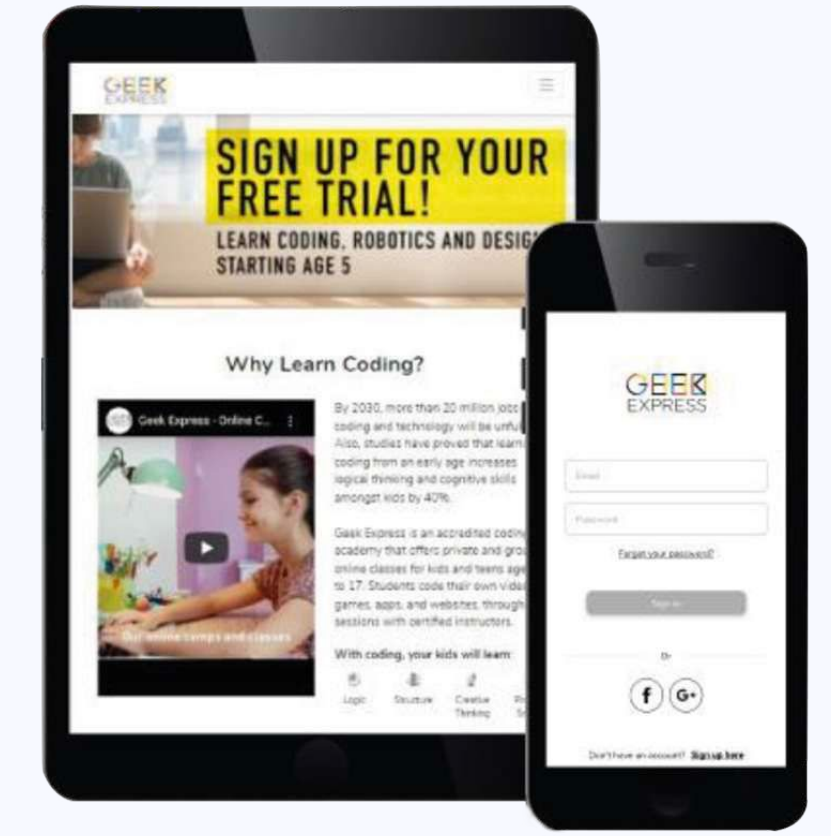 GEEK
EXPRESS
SIGN UP FOR YOUR
FREE TRIAL!
LEARN CODING, ROBOTICS AND DESIG
STARTING AGE 5
Why Learn Coding?
Geek Express - Online C...
Our online camps and classes
By 2030, more than 20 million jobs
coding and technology will be unfu
Also, studies have proved that learn
coding from an early age increases
logical thinking and cognitive skills
amongst kids by 40%.
Geek Express is an accredited coding
academy that offers private and gro
online classes for kids and teens age
to 17. Students code their own vide
games, apps, and websites, through
sessions with certified instructors.
With coding, your kids will learn:
Logic Structure Creative
Thinking
GEEK
EXPRESS
Email
Password
Forgot your password?
Sign in
Or
f G+
Don't have an account? Sign up here